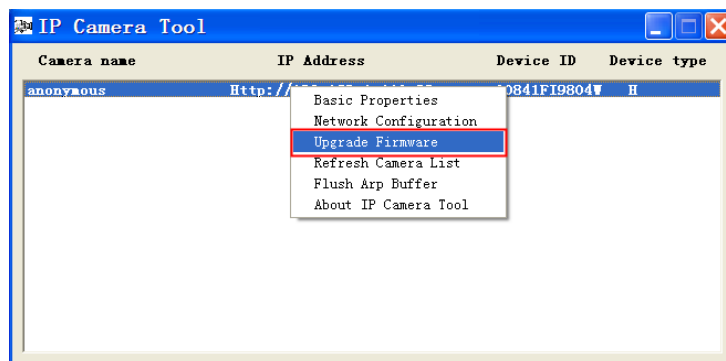 IP Camera Tool
Camera name IP Address Device ID Device type
anonymous Http:// 0841FI9804W H
Basic Properties
Network Configuration
Upgrade Firmware
Refresh Camera List
Flush Arp Buffer
About IP Camera Tool